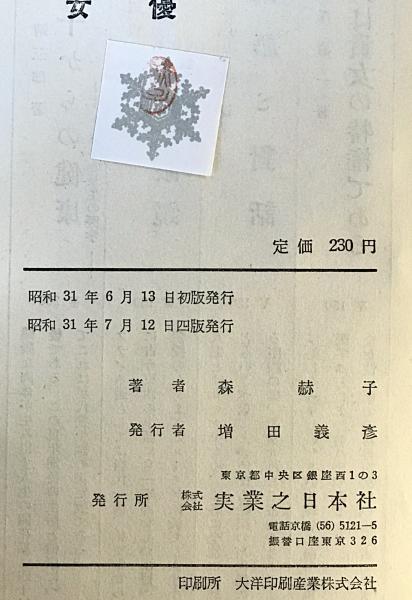 女優
定価 230円
昭和 31 年 6 月 13 日初版発行
昭和 31 年 7 月 12 日四版発行
著者 森赫子
発行者 増田義彦
東京都中央区銀座西1の3
発行所 株式会社 実業之日本社
電話京橋 (56) 5121―5
振替口座東京326
印刷所 大洋印刷産業株式会社